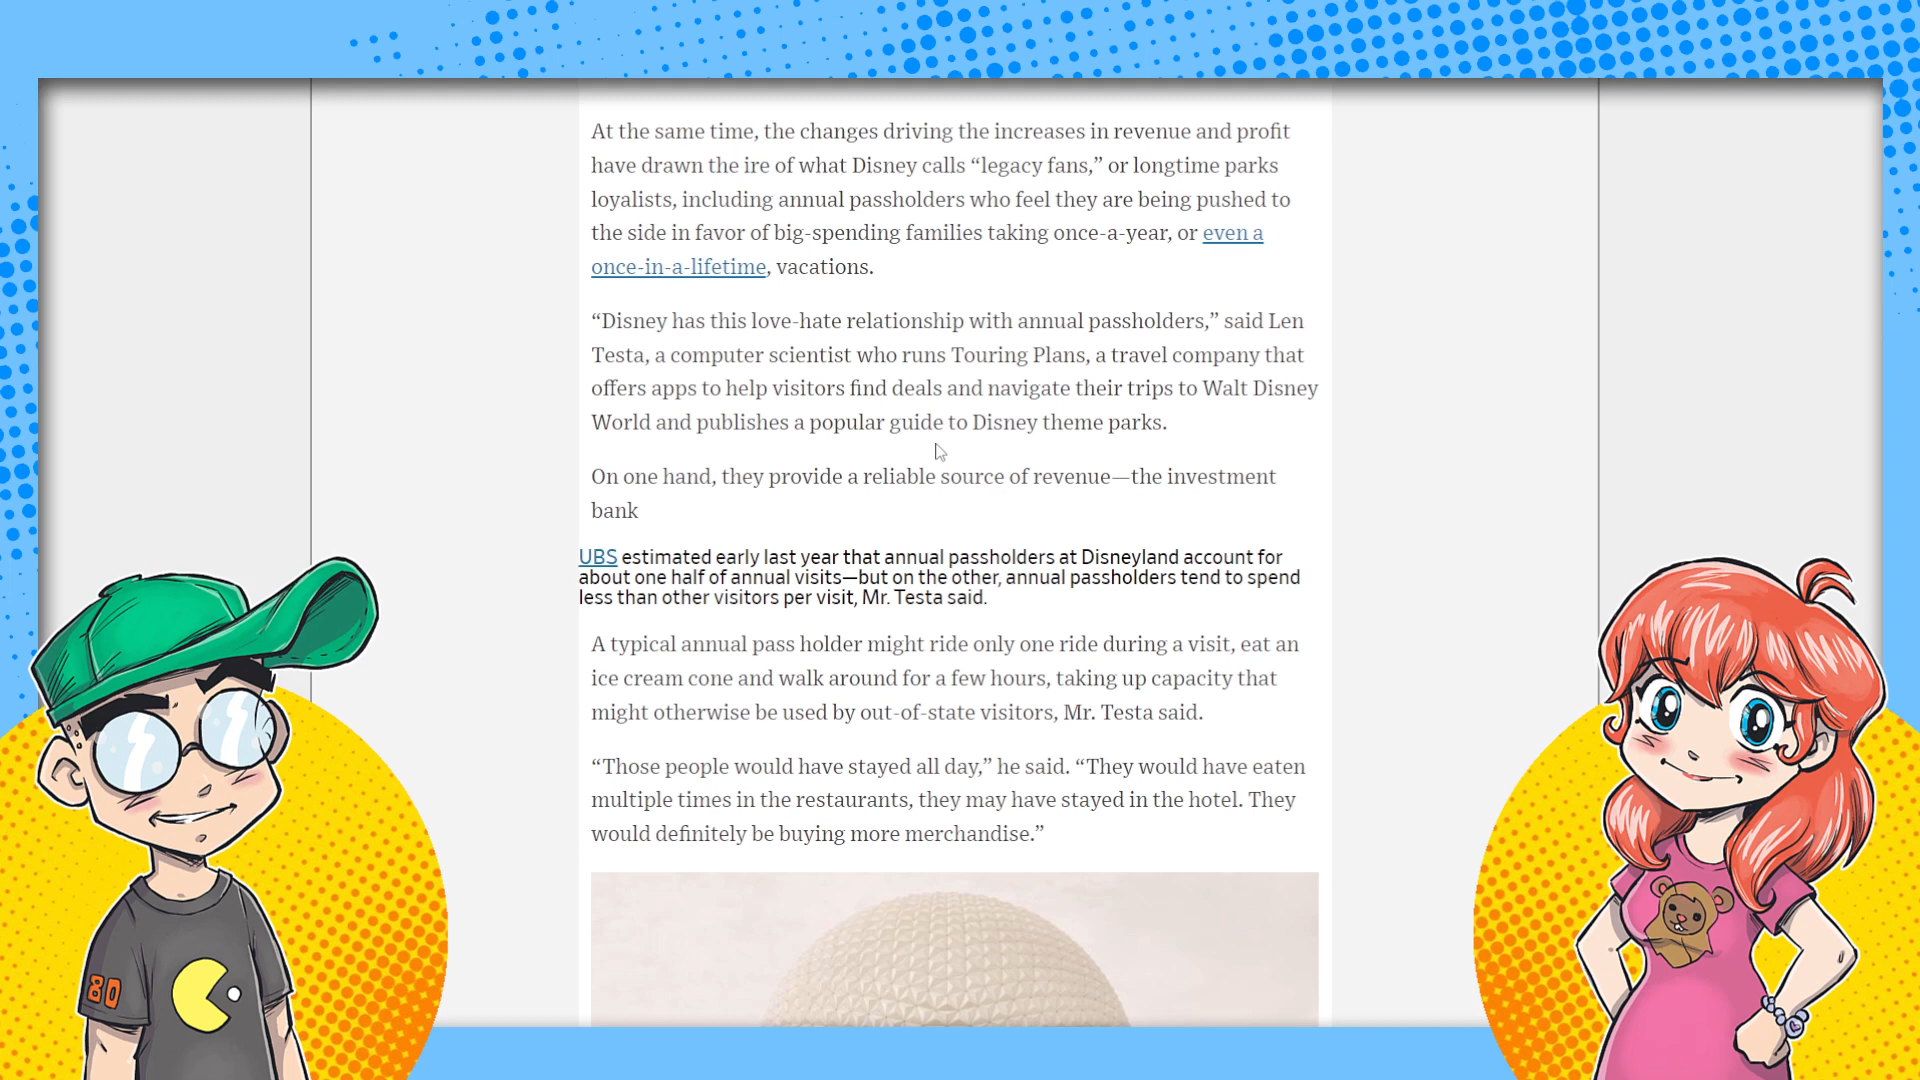 At the same time, the changes driving the increases in revenue and profit
have drawn the ire of what Disney calls “legacy fans,” or longtime parks
loyalists, including annual passholders who feel they are being pushed to
the side in favor of big-spending families taking once-a-year, or even a
once-in-a-lifetime, vacations.
“Disney has this love-hate relationship with annual passholders,” said Len
Testa, a computer scientist who runs Touring Plans, a travel company that
offers apps to help visitors find deals and navigate their trips to Walt Disney
World and publishes a popular guide to Disney theme parks.
On one hand, they provide a reliable source of revenue—the investment
bank
UBS estimated early last year that annual passholders at Disneyland account for
about one half of annual visits—but on the other, annual passholders tend to spend
less than other visitors per visit, Mr. Testa said.
A typical annual pass holder might ride only one ride during a visit, eat an
ice cream cone and walk around for a few hours, taking up capacity that
might otherwise be used by out-of-state visitors, Mr. Testa said.
“Those people would have stayed all day,” he said. “They would have eaten
multiple times in the restaurants, they may have stayed in the hotel. They
would definitely be buying more merchandise.”
80